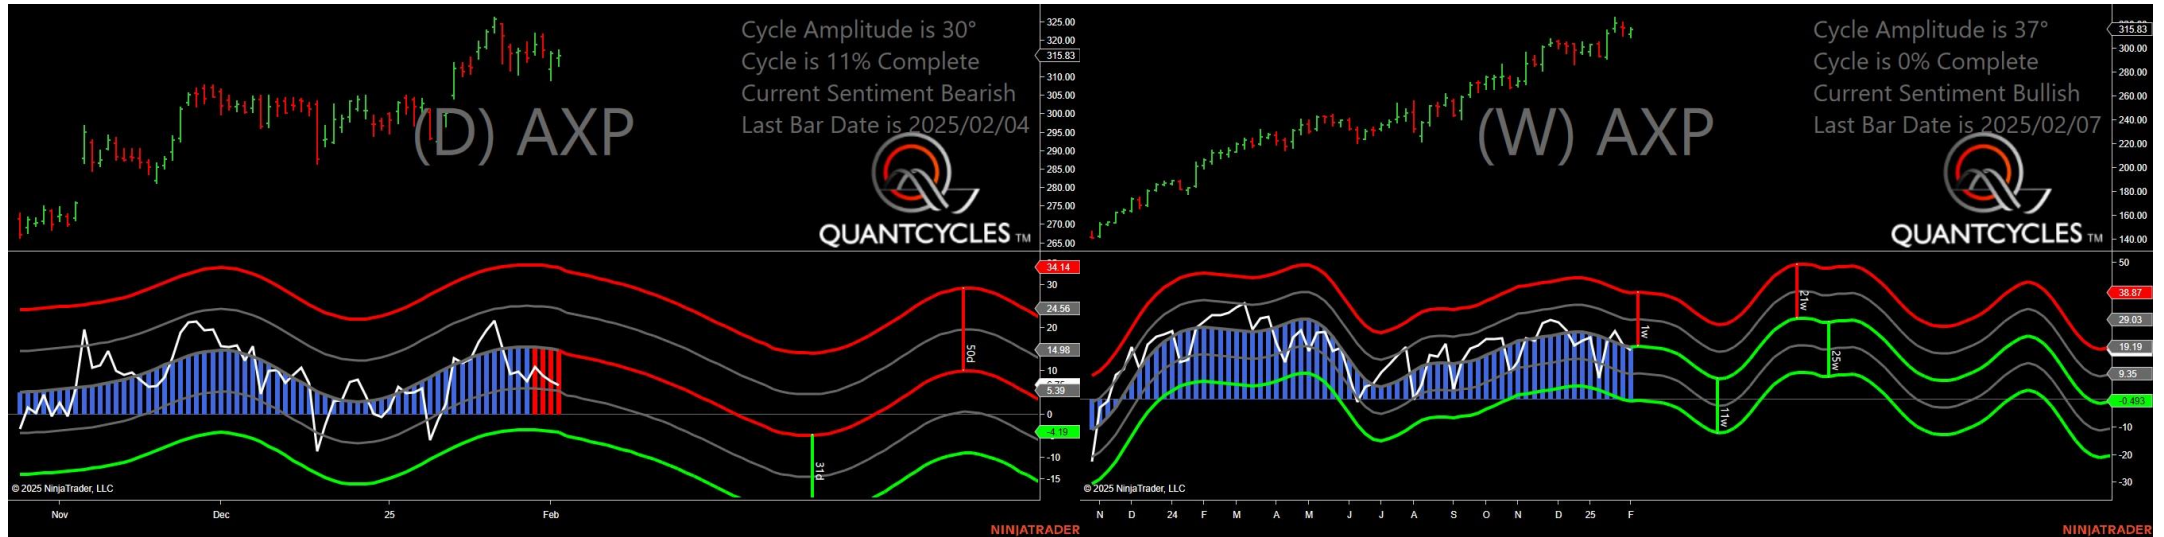 Cycle Amplitude is 30°
Cycle is 11% Complete
Current Sentiment Bearish
Last Bar Date is 2025/02/04
(D) AXP
QUANTCYCLES TM
325.00
320.00
315.83
310.00
305.00
300.00
295.00
290.00
285.00
280.00
275.00
270.00
265.00
34.14
30
24.56
20
14.98
10
5.39
0
-4.19
-10
-15
50d
31d
© 2025 NinjaTrader, LLC
Nov Dec 25 Feb
NINJATRADER
Cycle Amplitude is 37°
Cycle is 0% Complete
Current Sentiment Bullish
Last Bar Date is 2025/02/07
(W) AXP
QUANTCYCLES TM
315.83
300.00
280.00
260.00
240.00
220.00
200.00
180.00
160.00
140.00
50
38.87
29.03
19.19
9.35
-0.493
-10
-20
-30
1w
11w
21w
25w
© 2025 NinjaTrader, LLC
N D 24 F M A M J J A S O N D 25 F
NINJATRADER